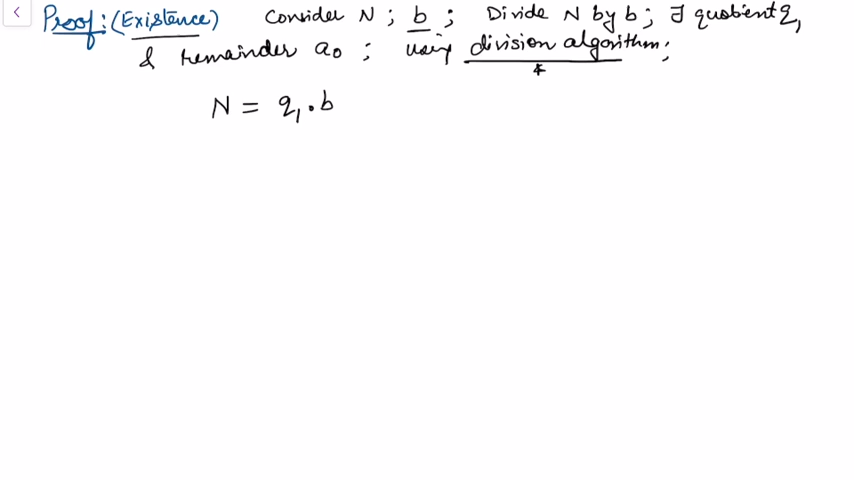 Proof: (Existence) Consider N ; b ; Divide N by b ; ∃ quotient q₁
& remainder a₀ ; using division algorithm ;
*
N = q₁ . b